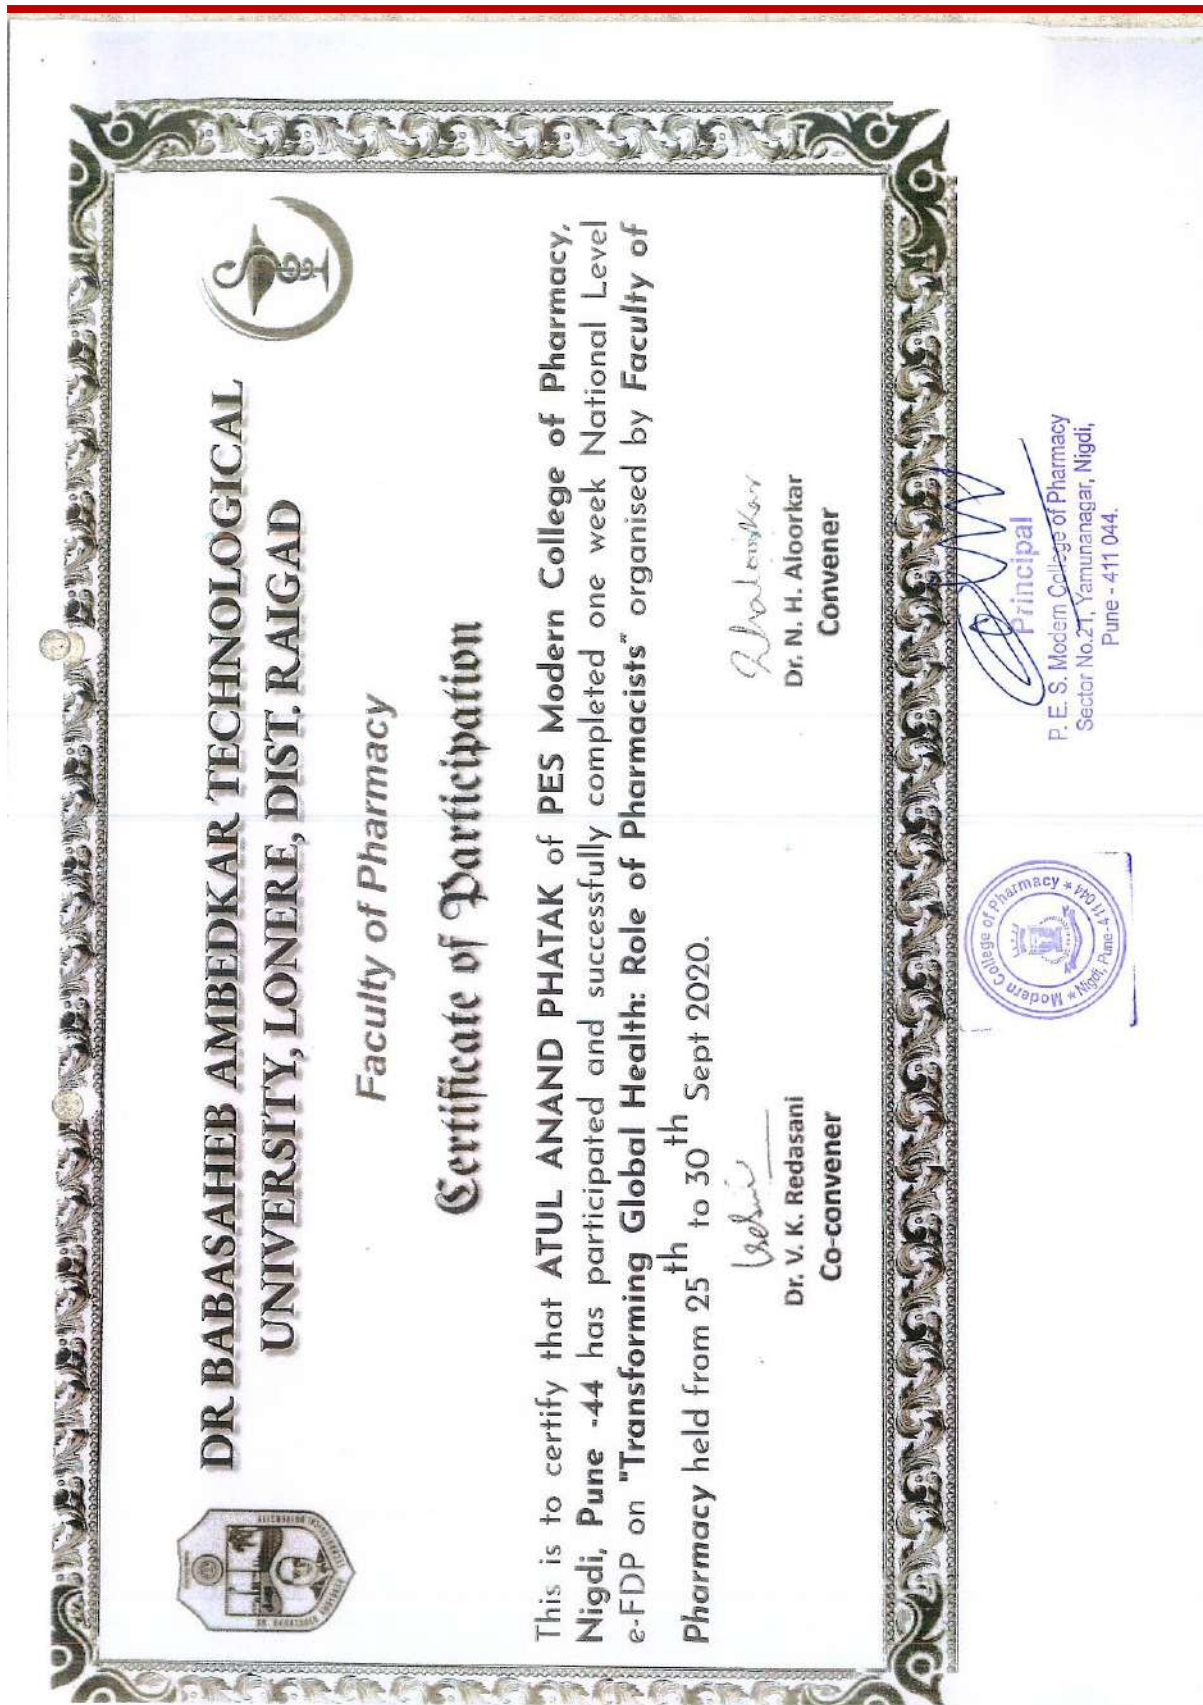 DR BABASAHEB AMBEDKAR TECHNOLOGICAL
UNIVERSITY, LONERE, DIST. RAIGAD
Faculty of Pharmacy
Certificate of Participation
This is to certify that ATUL ANAND PHATAK of PES Modern College of Pharmacy,
Nigdi, Pune -44 has participated and successfully completed one week National Level
e-FDP on "Transforming Global Health: Role of Pharmacists" organised by Faculty of
Pharmacy held from 25th to 30th Sept 2020.
Dr. V. K. Redasani
Co-convener
Dr. N. H. Aloorkar
Convener
Modern College of Pharmacy
* Nigdi, Pune-411 044 *
Principal
P. E. S. Modern College of Pharmacy
Sector No.21, Yamunanagar, Nigdi,
Pune - 411 044.